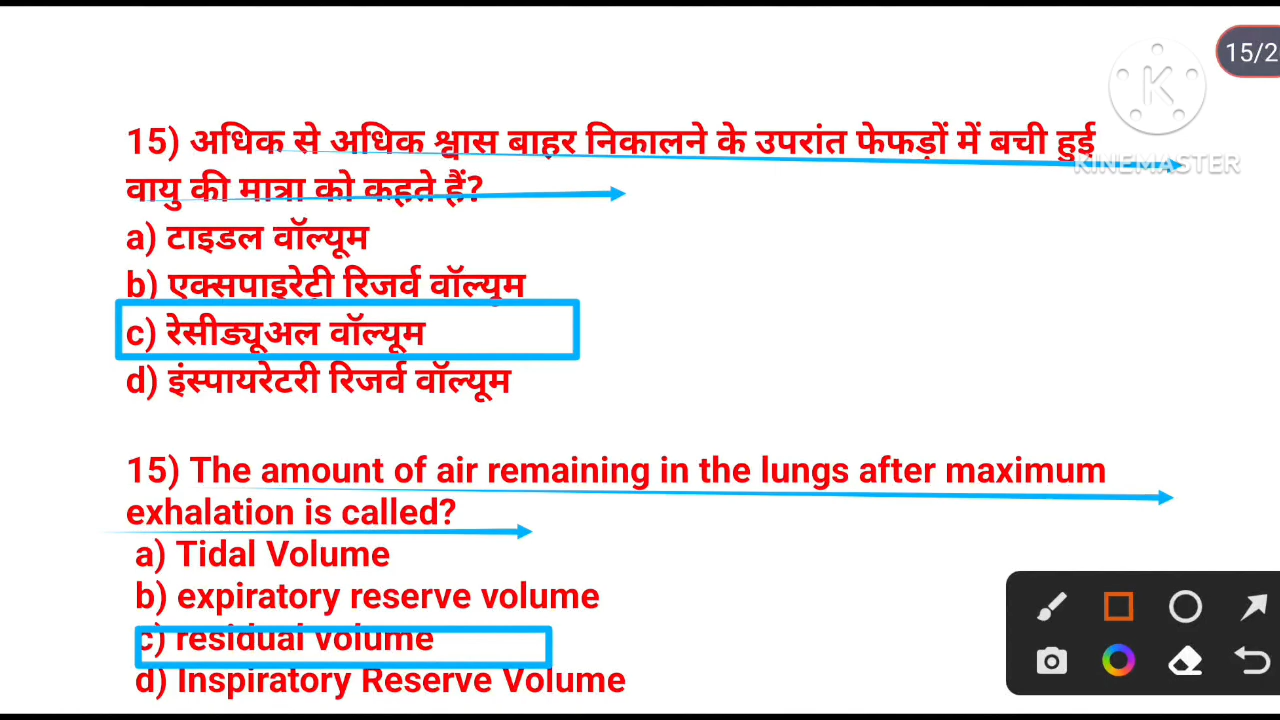 15/2
KINEMASTER
15) अधिक से अधिक श्वास बाहर निकालने के उपरांत फेफड़ों में बची हुई
वायु की मात्रा को कहते हैं?
a) टाइडल वॉल्यूम
b) एक्सपाइरेट्री रिजर्व वॉल्यूम
c) रेसीड्यूअल वॉल्यूम
d) इंस्पायरेटरी रिजर्व वॉल्यूम
15) The amount of air remaining in the lungs after maximum
exhalation is called?
a) Tidal Volume
b) expiratory reserve volume
c) residual volume
d) Inspiratory Reserve Volume